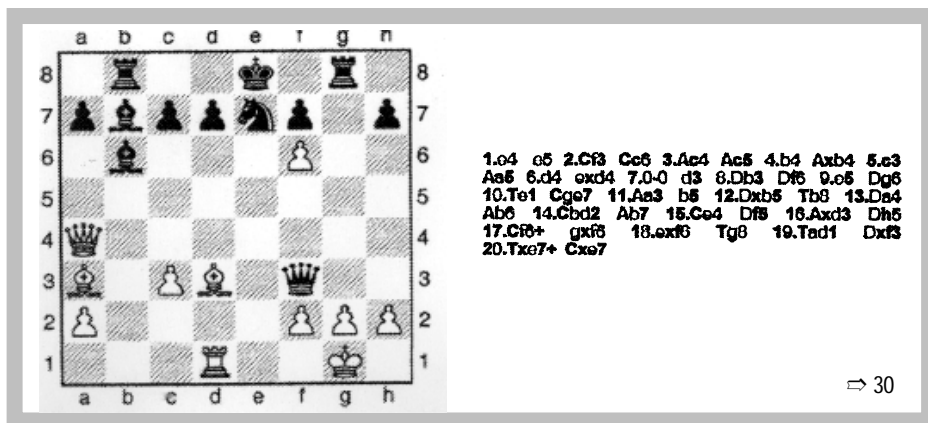 a b c d e f g h
8 8
7 7
6 6
5 5
4 4
3 3
2 2
1 1
a b c d e f g h
1.e4 e5 2.Cf3 Cc6 3.Ac4 Ac5 4.b4 Axb4 5.c3
Aa5 6.d4 exd4 7.0-0 d3 8.Db3 Df6 9.e5 Dg6
10.Te1 Cge7 11.Aa3 b5 12.Dxb5 Tb8 13.Da4
Ab6 14.Cbd2 Ab7 15.Ce4 Df5 16.Axd3 Dh5
17.Cf6+ gxf6 18.exf6 Tg8 19.Tad1 Dxf3
20.Txe7+ Cxe7
⇨ 30